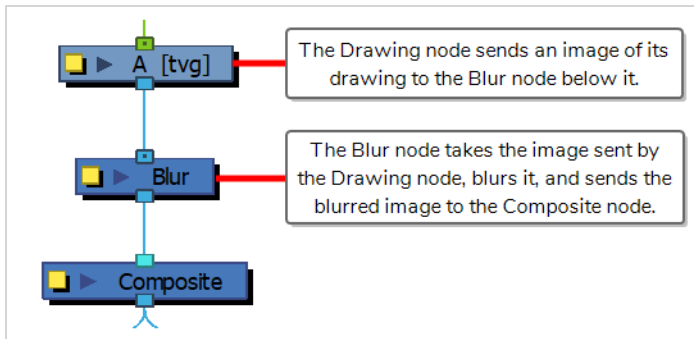 A [tvg]
The Drawing node sends an image of its
drawing to the Blur node below it.
Blur
The Blur node takes the image sent by
the Drawing node, blurs it, and sends the
blurred image to the Composite node.
Composite